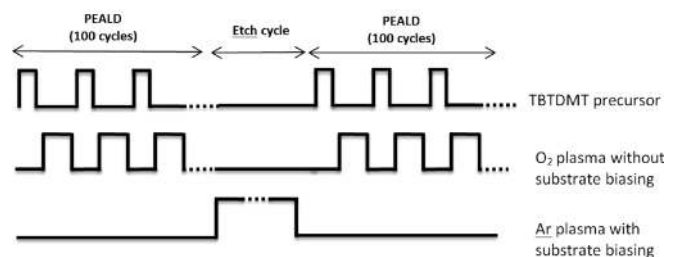 PEALD
(100 cycles)
Etch cycle
PEALD
(100 cycles)
TBTDMT precursor
O₂ plasma without
substrate biasing
Ar plasma with
substrate biasing